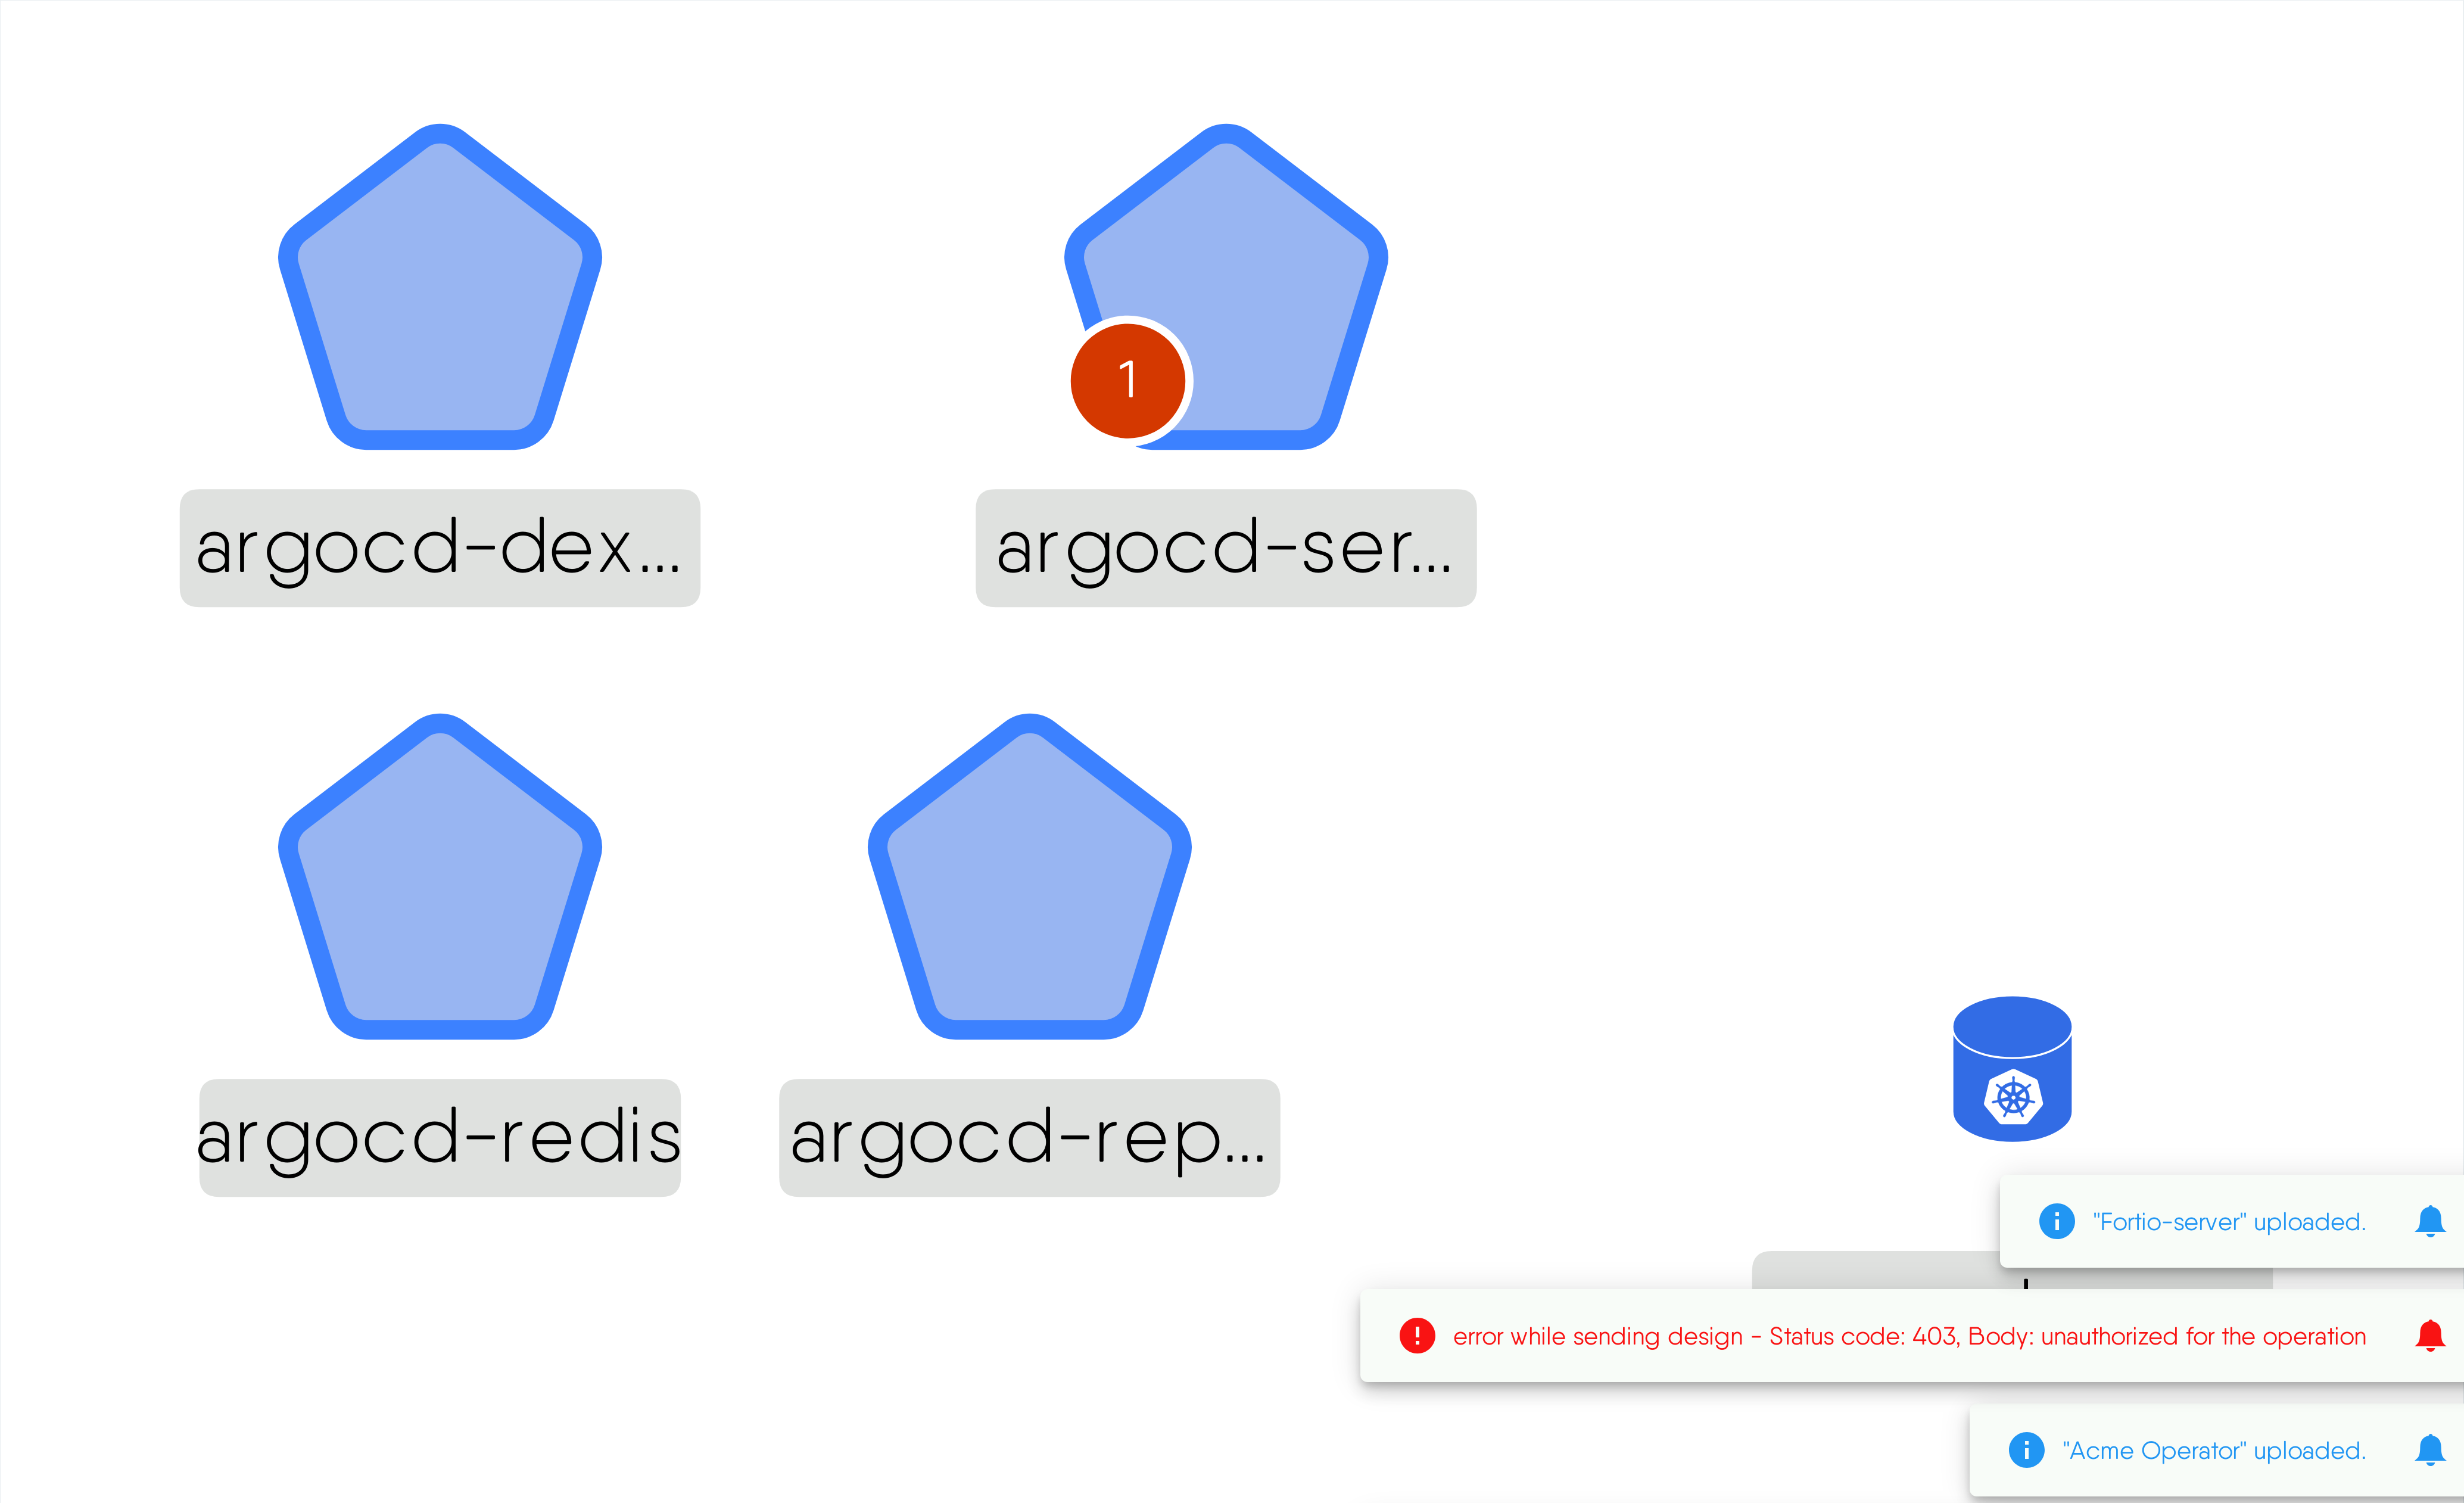 1
argocd-dex...
argocd-ser...
argocd-redis
argocd-rep...
"Fortio-server" uploaded.
error while sending design - Status code: 403, Body: unauthorized for the operation
"Acme Operator" uploaded.